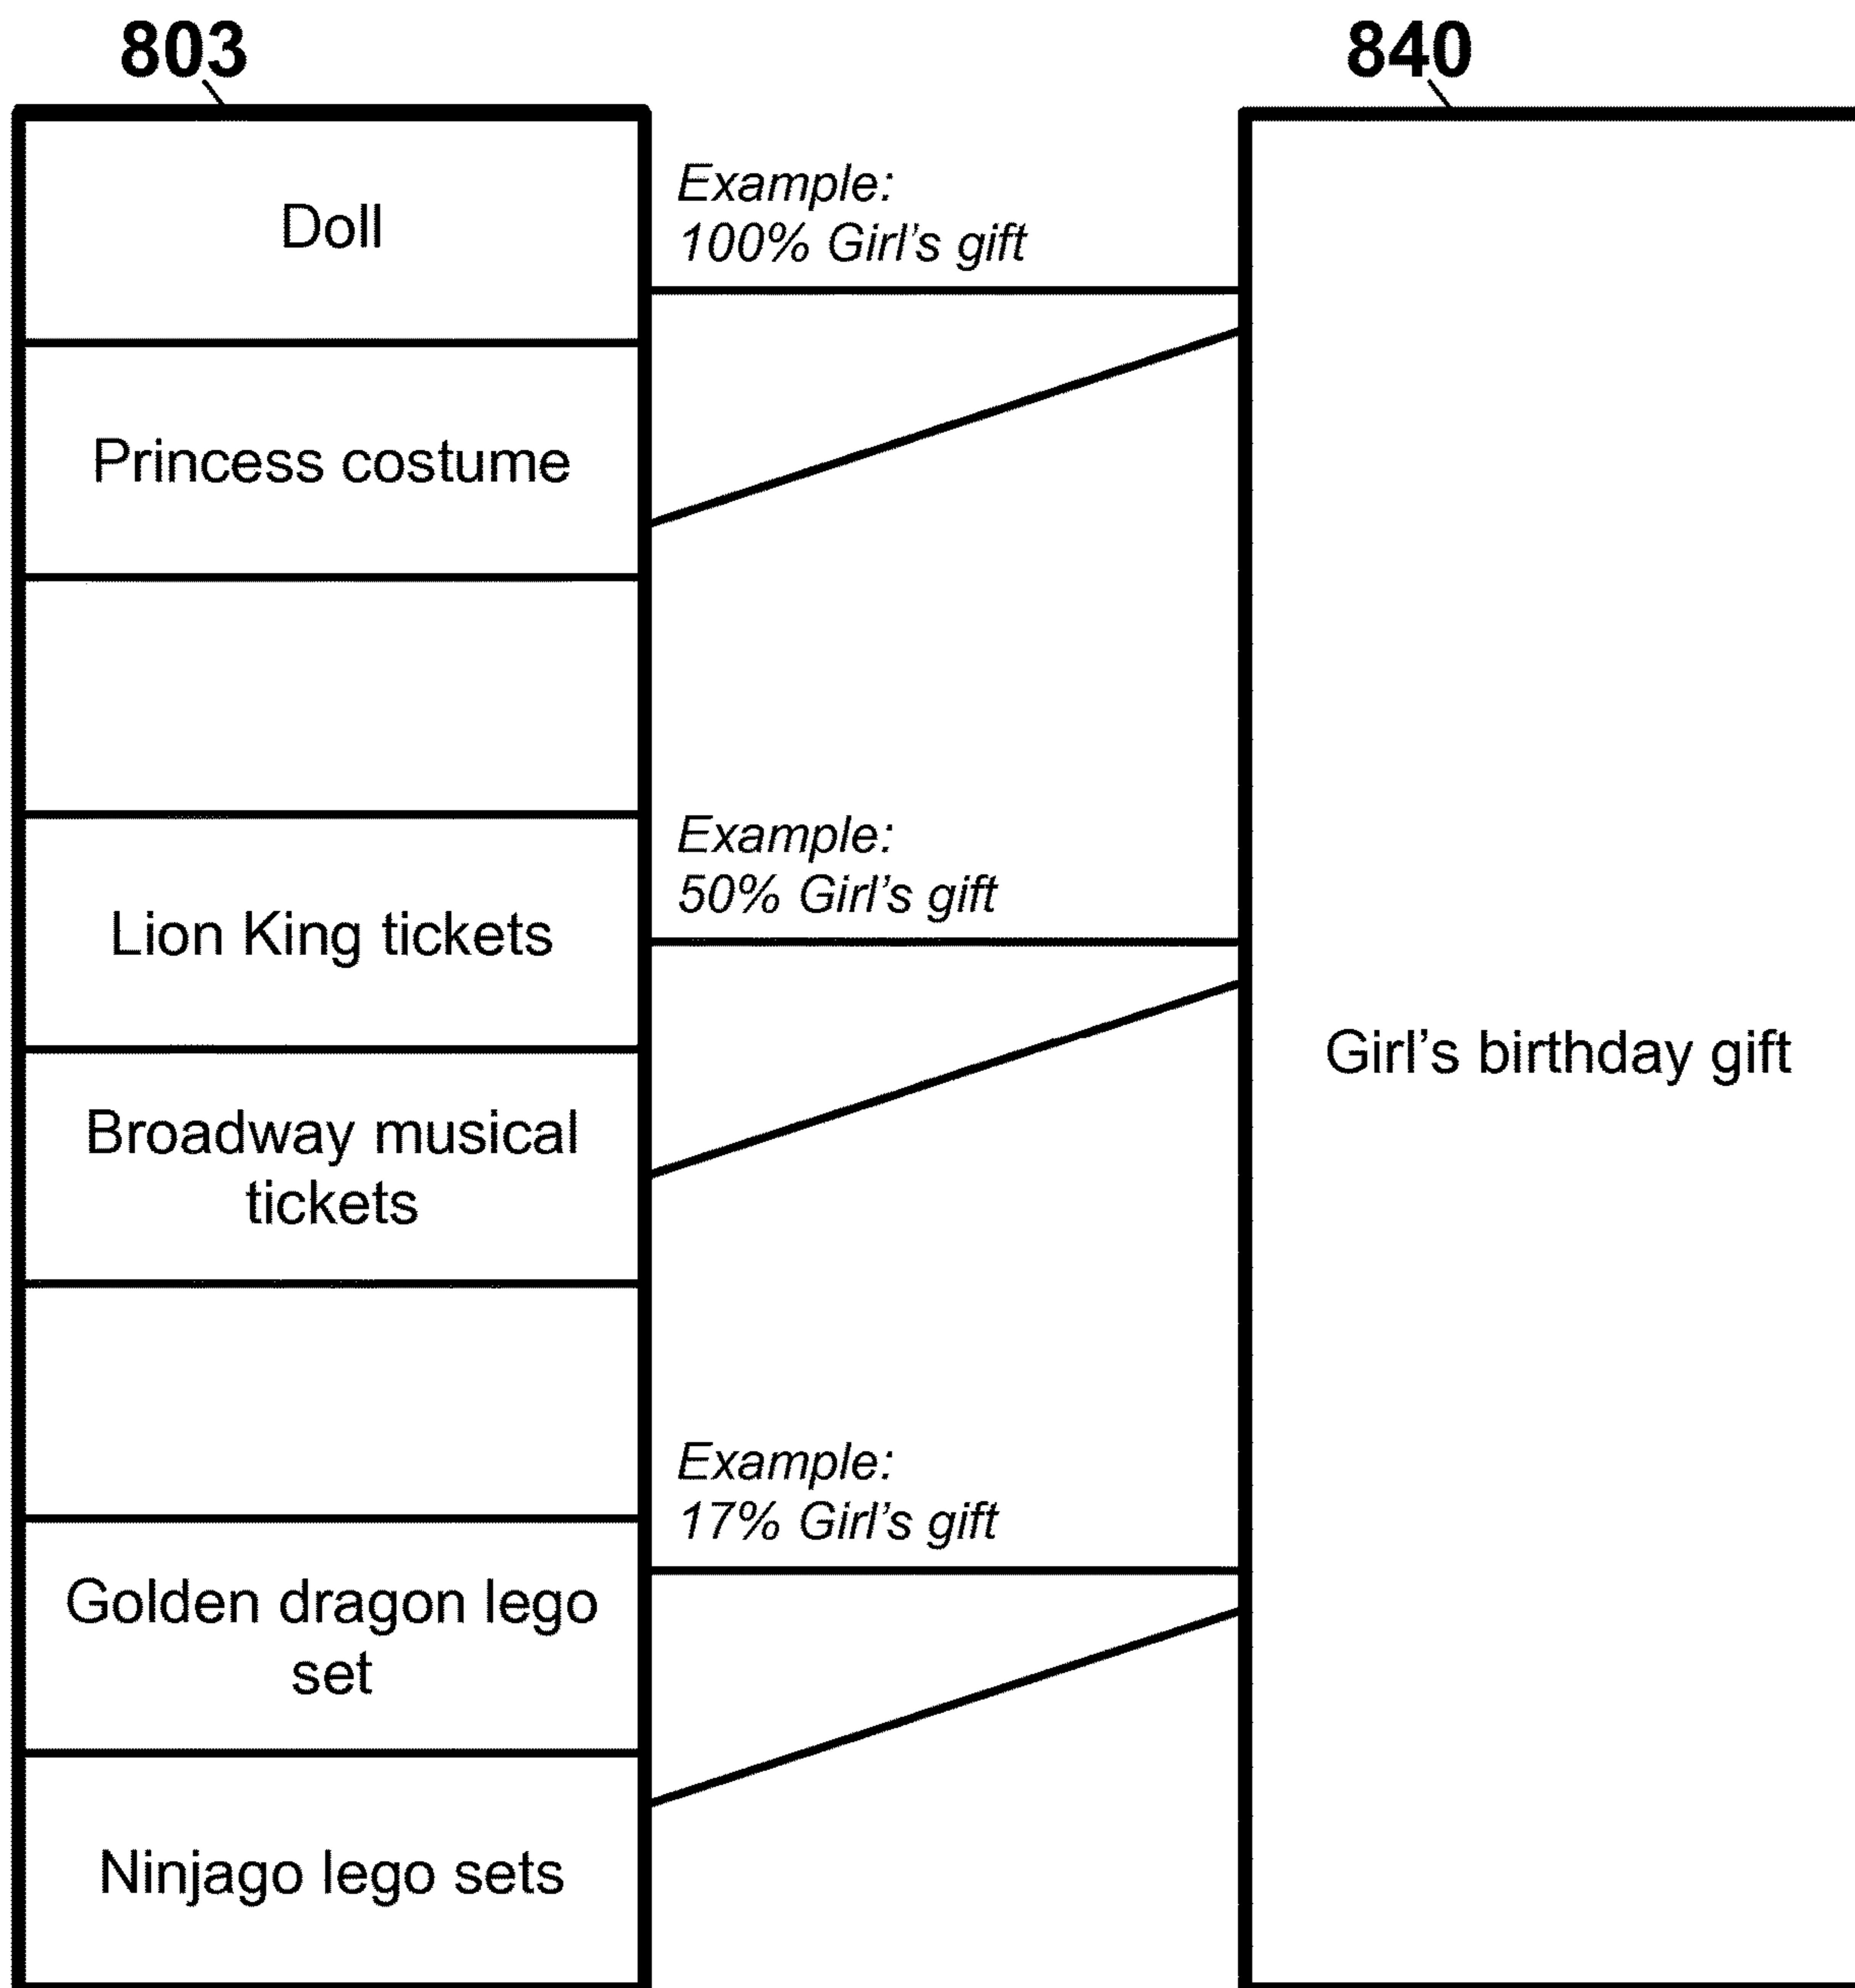 803
840
Doll
Example:
100% Girl's gift
Princess costume
Example:
50% Girl's gift
Lion King tickets
Girl's birthday gift
Broadway musical
tickets
Example:
17% Girl's gift
Golden dragon lego
set
Ninjago lego sets